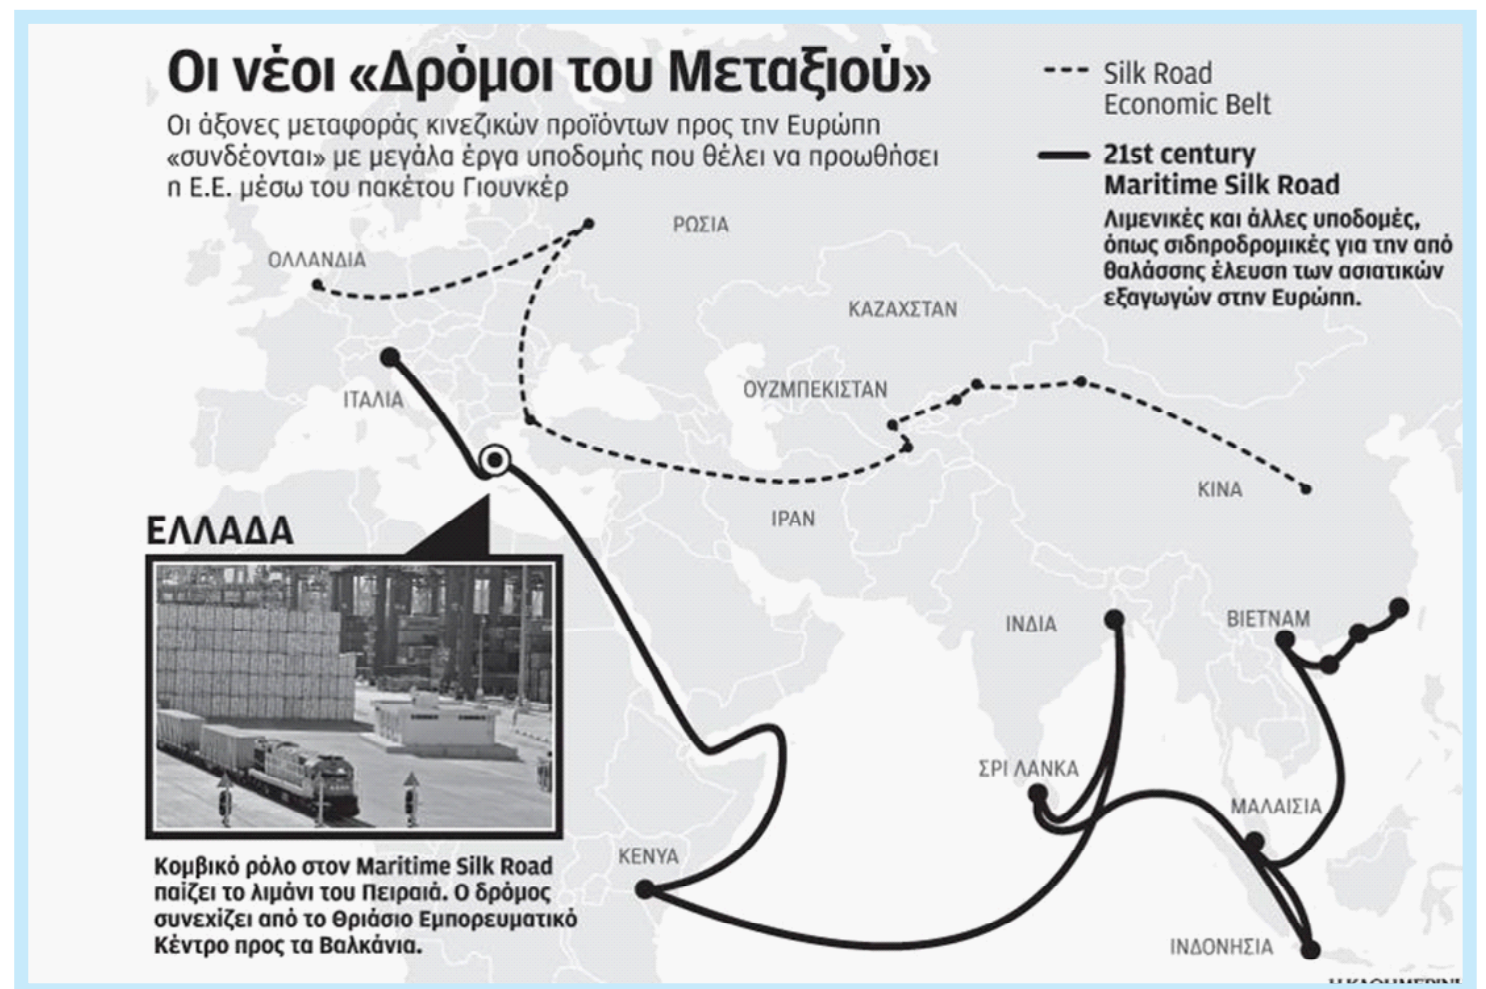 Οι νέοι «Δρόμοι του Μεταξιού»
Οι άξονες μεταφοράς κινεζικών προϊόντων προς την Ευρώπη
«συνδέονται» με μεγάλα έργα υποδομής που θέλει να προωθήσει
η Ε.Ε. μέσω του πακέτου Γιουνκέρ
Silk Road
Economic Belt
21st century
Maritime Silk Road
Λιμενικές και άλλες υποδομές,
όπως σιδηροδρομικές για την από
θαλάσσης έλευση των ασιατικών
εξαγωγών στην Ευρώπη.
ΡΩΣΙΑ
ΟΛΛΑΝΔΙΑ
ΚΑΖΑΧΣΤΑΝ
ΟΥΖΜΠΕΚΙΣΤΑΝ
ΙΤΑΛΙΑ
ΚΙΝΑ
ΙΡΑΝ
ΕΛΛΑΔΑ
ΙΝΔΙΑ
ΒΙΕΤΝΑΜ
ΣΡΙ ΛΑΝΚΑ
ΜΑΛΑΙΣΙΑ
ΚΕΝΥΑ
ΙΝΔΟΝΗΣΙΑ
Κομβικό ρόλο στον Maritime Silk Road
παίζει το λιμάνι του Πειραιά. Ο δρόμος
συνεχίζει από το Θριάσιο Εμπορευματικό
Κέντρο προς τα Βαλκάνια.